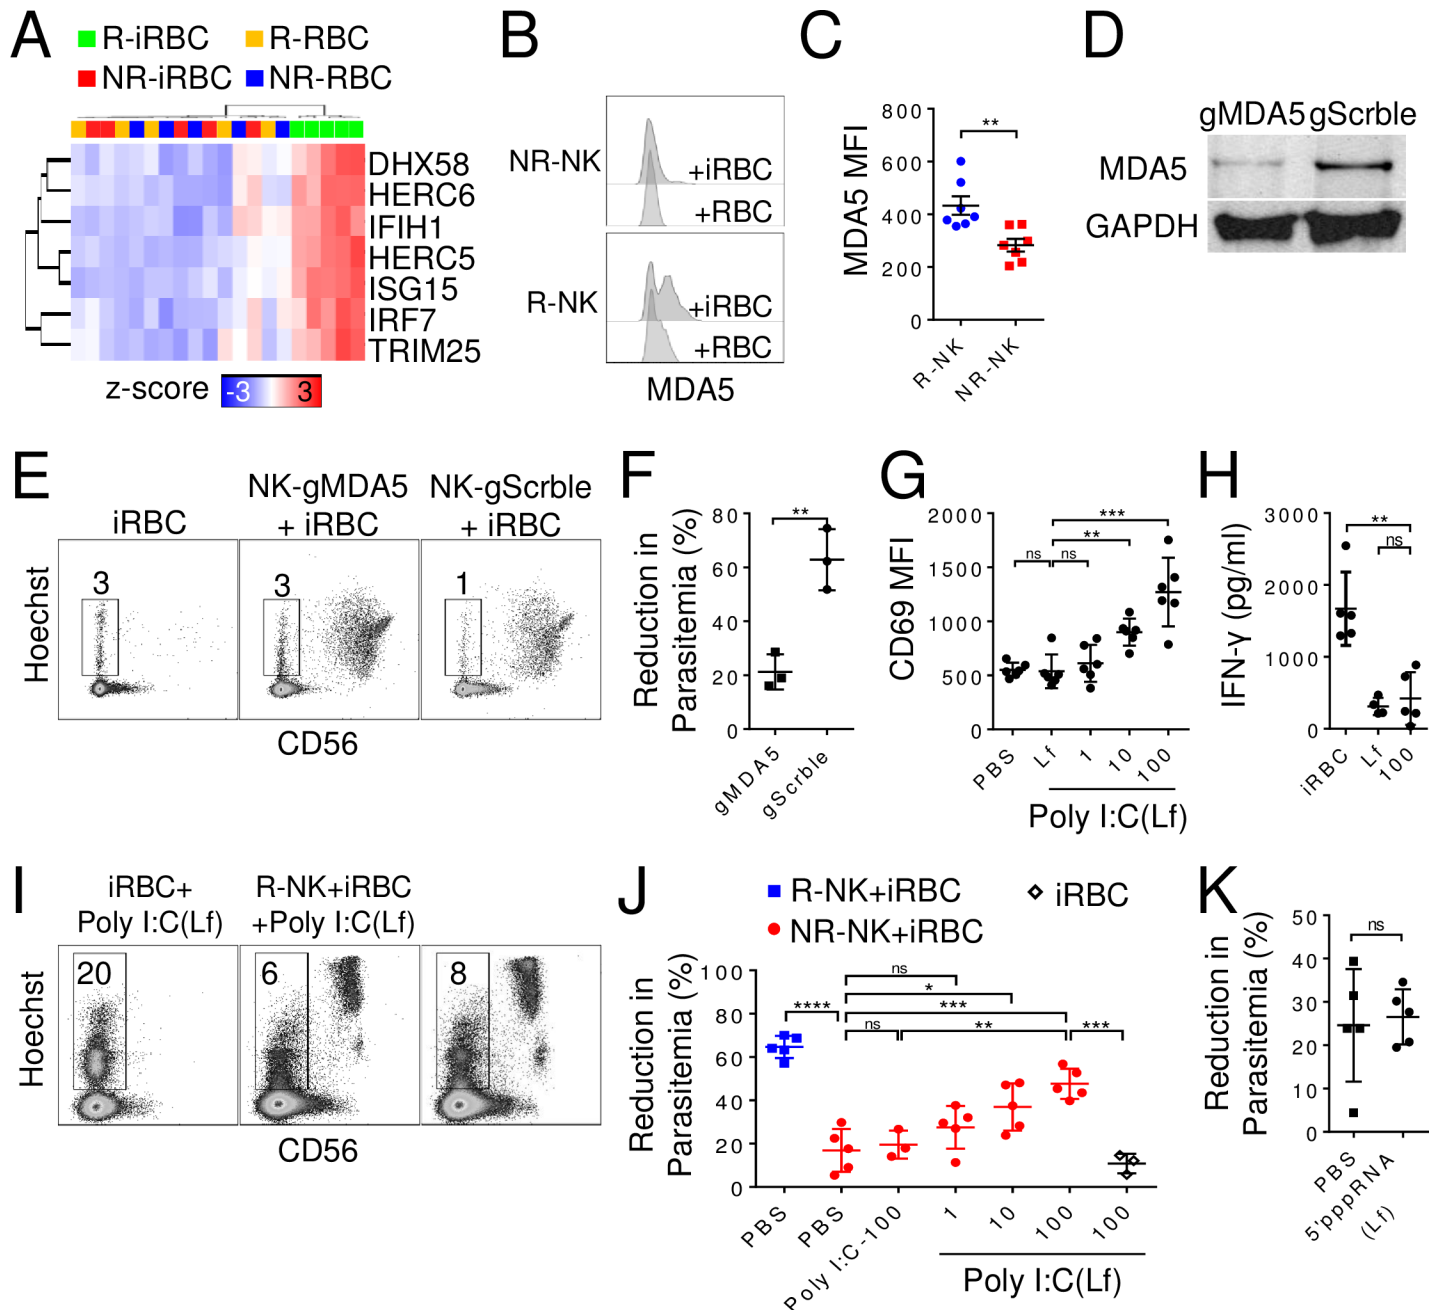 A
R-iRBC
R-RBC
NR-iRBC
NR-RBC
DHX58
HERC6
IFIH1
HERC5
ISG15
IRF7
TRIM25
z-score
-3
3
B
NR-NK
+iRBC
+RBC
R-NK
+iRBC
+RBC
MDA5
C
MDA5 MFI
800
600
400
200
0
**
R-NK
NR-NK
D
gMDA5 gScrble
MDA5
GAPDH
E
iRBC
NK-gMDA5
+ iRBC
NK-gScrble
+ iRBC
3
3
1
Hoechst
CD56
F
Reduction in
Parasitemia (%)
80
60
40
20
0
**
gMDA5
gScrble
G
CD69 MFI
2000
1500
1000
500
0
ns
ns
**
***
PBS
Lf
1
10
100
Poly I:C(Lf)
H
IFN-γ (pg/ml)
3000
2000
1000
0
**
ns
iRBC
Lf
100
I
iRBC+
Poly I:C(Lf)
R-NK+iRBC
+Poly I:C(Lf)
20
6
8
Hoechst
CD56
J
R-NK+iRBC
NR-NK+iRBC
iRBC
Reduction in
Parasitemia (%)
100
80
60
40
20
0
ns
*
***
****
ns
**
***
PBS
PBS
Poly I:C-100
1
10
100
100
Poly I:C(Lf)
K
Reduction in
Parasitemia (%)
50
40
30
20
10
0
ns
PBS
5'pppRNA
(Lf)